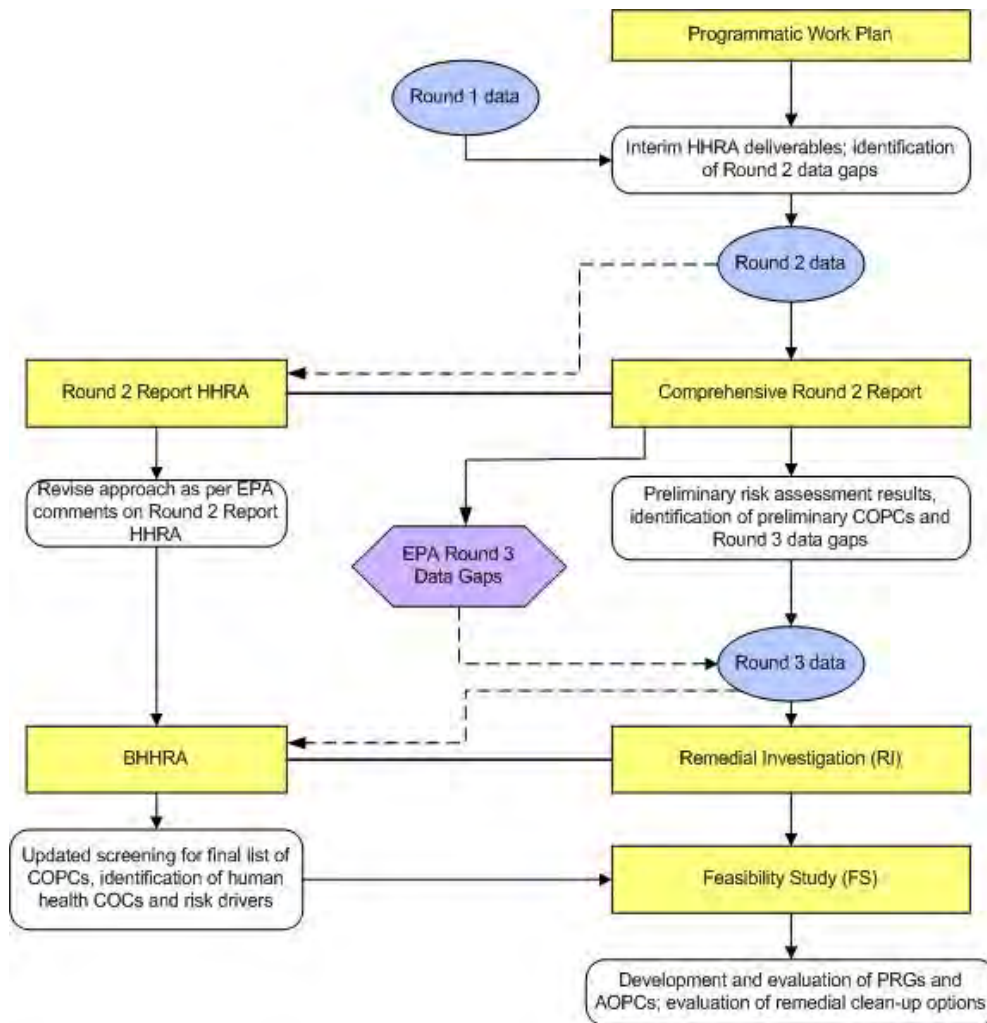 Programmatic Work Plan
Round 1 data
Interim HHRA deliverables; identification
of Round 2 data gaps
Round 2 data
Round 2 Report HHRA
Comprehensive Round 2 Report
Revise approach as per EPA
comments on Round 2 Report
HHRA
Preliminary risk assessment results,
identification of preliminary COPCs and
Round 3 data gaps
EPA Round 3
Data Gaps
Round 3 data
BHHRA
Remedial Investigation (RI)
Updated screening for final list of
COPCs, identification of human
health COCs and risk drivers
Feasibility Study (FS)
Development and evaluation of PRGs and
AOPCs; evaluation of remedial clean-up options